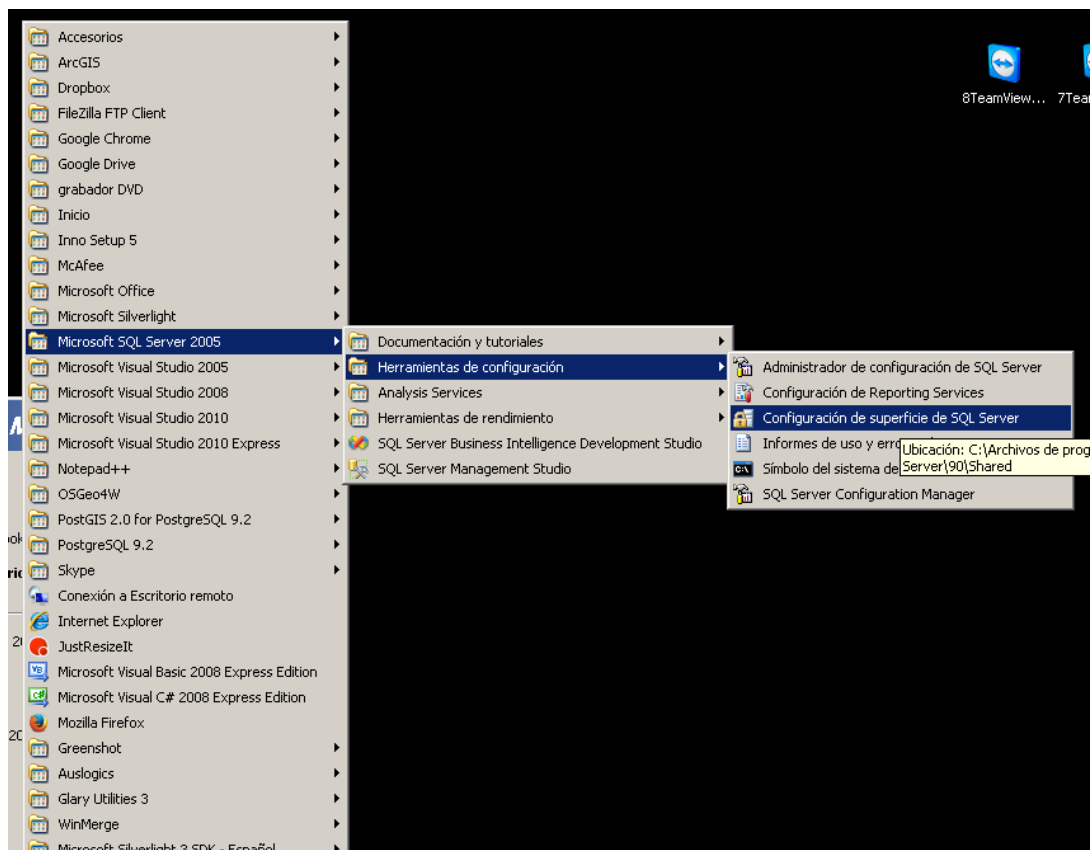 Accesorios
ArcGIS
Dropbox
FileZilla FTP Client
Google Chrome
Google Drive
grabador DVD
Inicio
Inno Setup 5
McAfee
Microsoft Office
Microsoft Silverlight
Microsoft SQL Server 2005
Microsoft Visual Studio 2005
Microsoft Visual Studio 2008
Microsoft Visual Studio 2010
Microsoft Visual Studio 2010 Express
Notepad++
OSGeo4W
PostGIS 2.0 for PostgreSQL 9.2
PostgreSQL 9.2
Skype
Conexión a Escritorio remoto
Internet Explorer
JustResizeIt
Microsoft Visual Basic 2008 Express Edition
Microsoft Visual C# 2008 Express Edition
Mozilla Firefox
Greenshot
Auslogics
Glary Utilities 3
WinMerge
Microsoft Silverlight 3 SDK - Español
Documentación y tutoriales
Herramientas de configuración
Analysis Services
Herramientas de rendimiento
SQL Server Business Intelligence Development Studio
SQL Server Management Studio
Administrador de configuración de SQL Server
Configuración de Reporting Services
Configuración de superficie de SQL Server
Informes de uso y
Símbolo del sistema de
SQL Server Configuration Manager
Ubicación: C:\Archivos de prog
Server\90\Shared
8TeamView...
7Tea